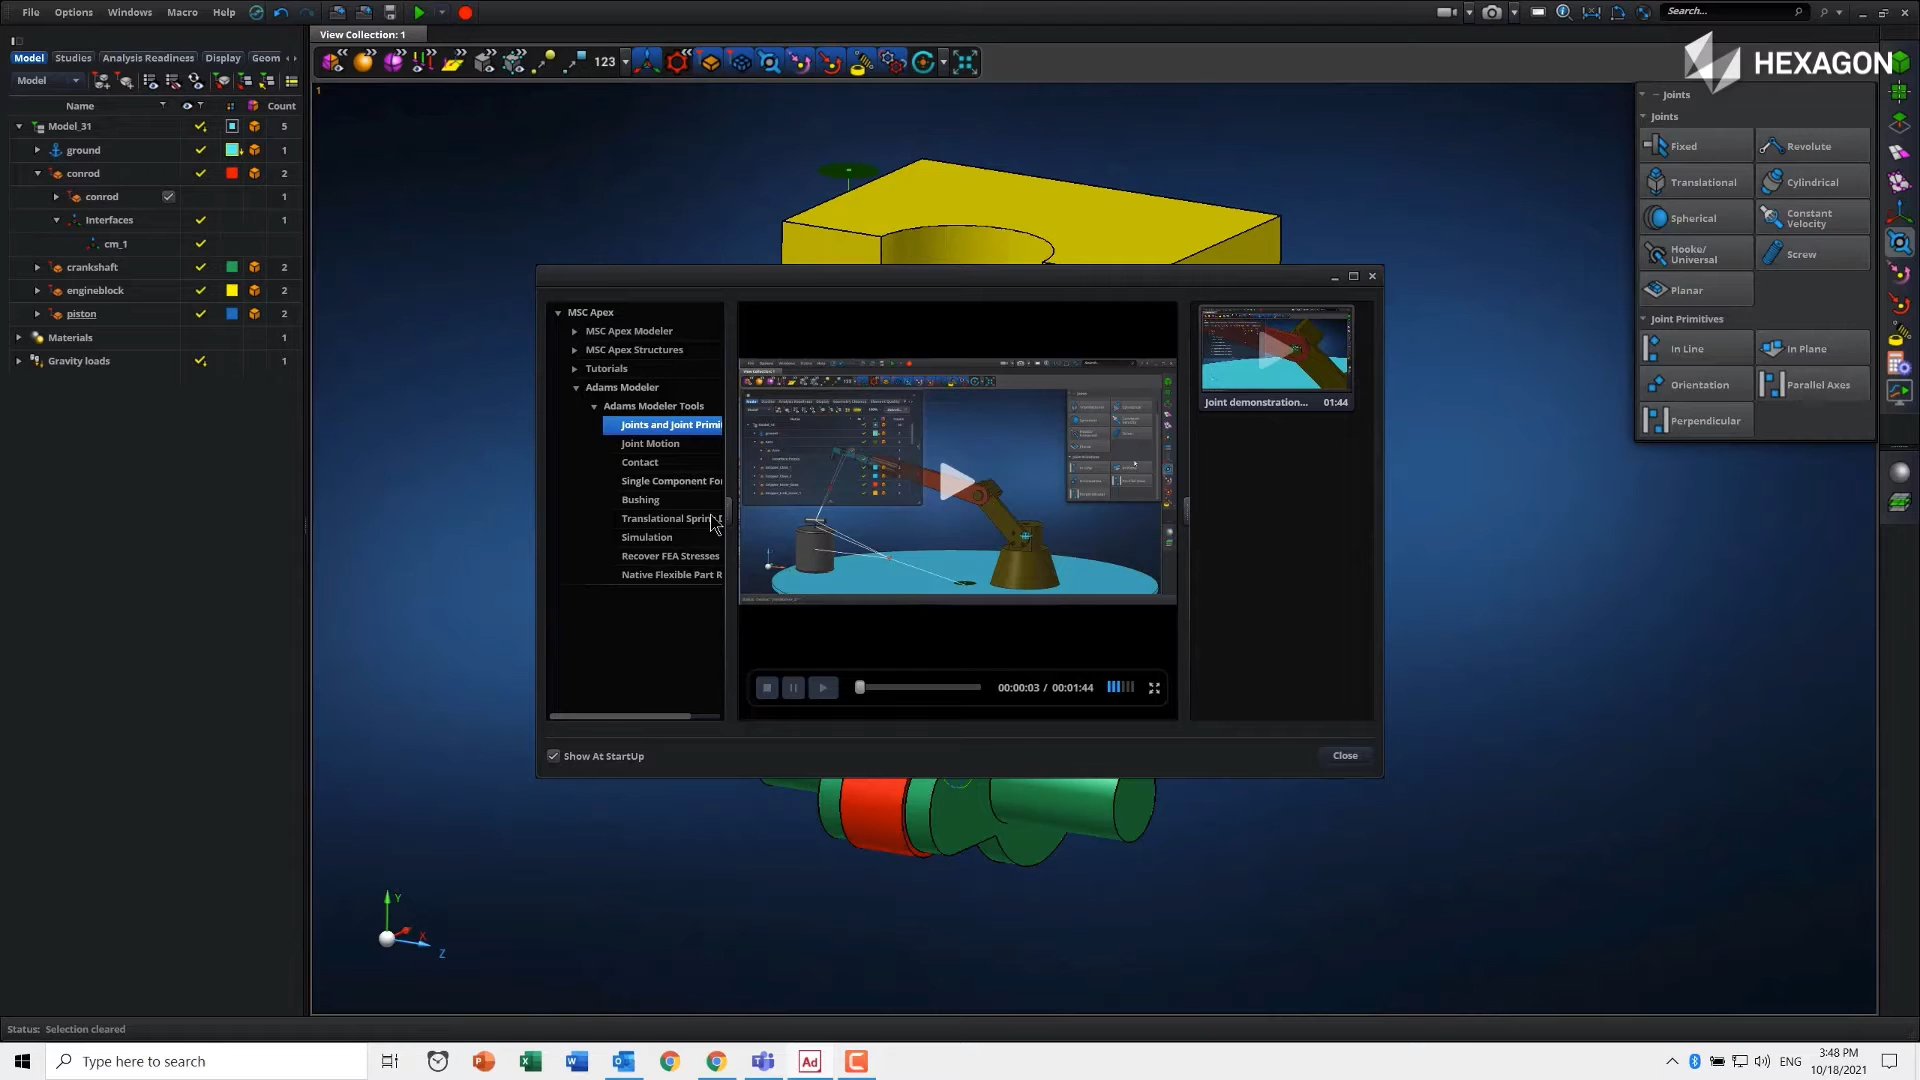 File Options Windows Macro Help
Search...
View Collection: 1
HEXAGON
Model Studies Analysis Readiness Display Geom
Model
123
Name Count
Model_31 5
ground 1
conrod 2
conrod 1
Interfaces 1
cm_1
crankshaft 2
engineblock 2
piston 2
Materials 1
Gravity loads 1
1
Joints
Joints
Fixed Revolute
Translational Cylindrical
Spherical Constant Velocity
Hooke/ Universal Screw
Planar
Joint Primitives
In Line In Plane
Orientation Parallel Axes
Perpendicular
MSC Apex
MSC Apex Modeler
MSC Apex Structures
Tutorials
Adams Modeler
Adams Modeler Tools
Joints and Joint Primi
Joint Motion
Contact
Single Component For
Bushing
Translational Sprin
Simulation
Recover FEA Stresses
Native Flexible Part R
Joint demonstration... 01:44
00:00:03 / 00:01:44
Show At StartUp
Close
Y
X
Z
Status: Selection cleared
Type here to search
Ad
ENG
3:48 PM
10/18/2021